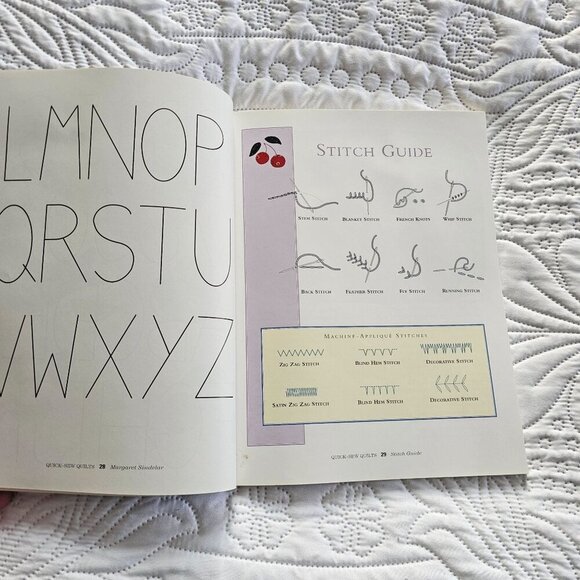 LMNOP
QRSTU
WXYZ
QUICK-SEW QUILTS 28 Margaret Sindelar
STITCH GUIDE
STEM STITCH BLANKET STITCH FRENCH KNOTS WHIP STITCH
BACK STITCH FEATHER STITCH FLY STITCH RUNNING STITCH
MACHINE-APPLIQUÉ STITCHES
ZIG ZAG STITCH BLIND HEM STITCH DECORATIVE STITCH
SATIN ZIG ZAG STITCH BLIND HEM STITCH DECORATIVE STITCH
QUICK-SEW QUILTS 29 Stitch Guide